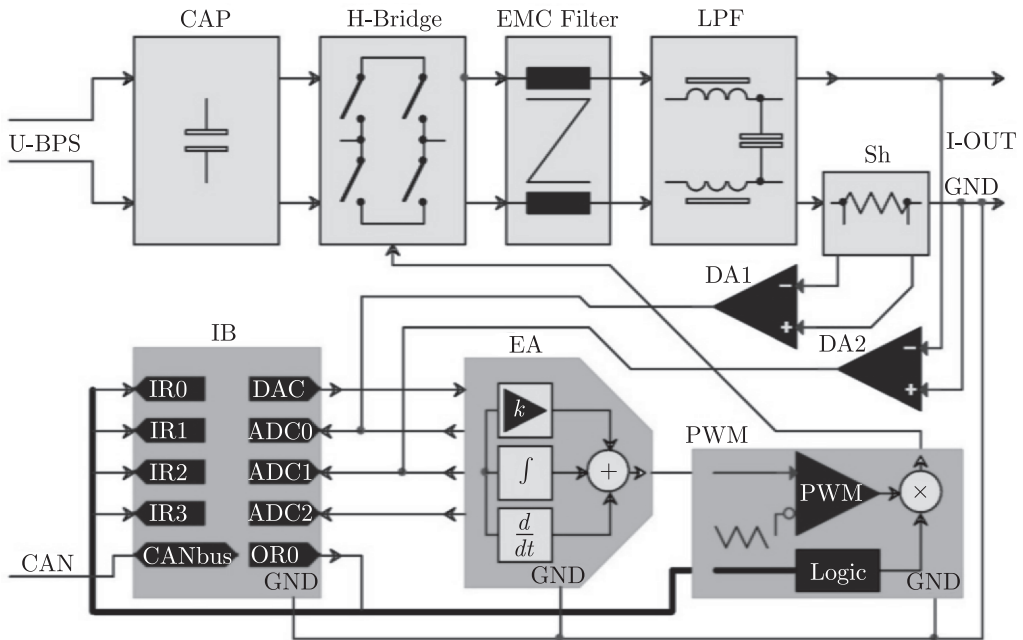 CAP
H-Bridge
EMC Filter
LPF
U-BPS
I-OUT
Sh
GND
DA1
−
+
DA2
−
+
IB
EA
IR0
DAC
k
IR1
ADC0
PWM
IR2
ADC1
∫
+
PWM
×
IR3
ADC2
d
dt
CAN
CANbus
OR0
Logic
GND
GND
GND